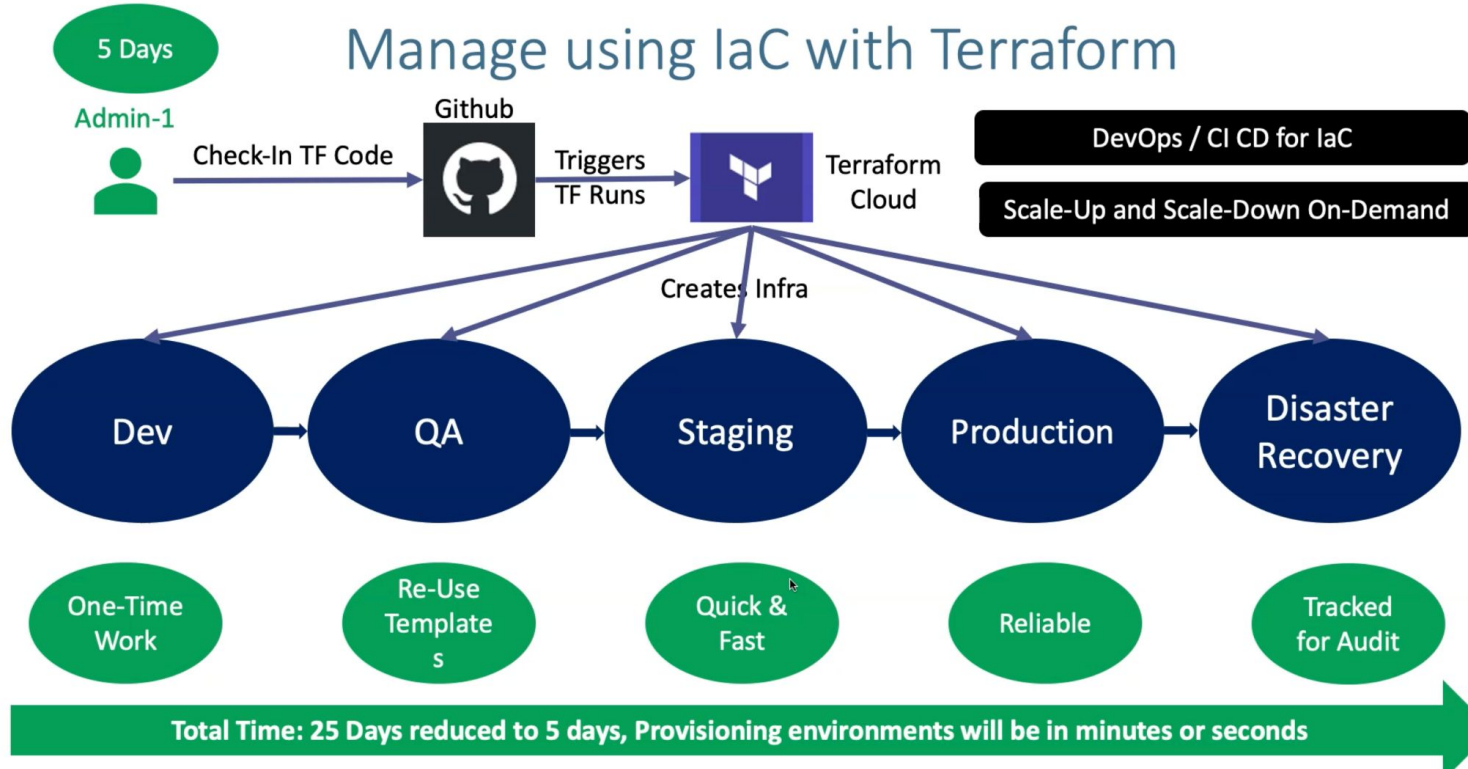 5 Days
Manage using IaC with Terraform
Admin-1
Check-In TF Code
Github
Triggers
TF Runs
Terraform
Cloud
DevOps / CI CD for IaC
Scale-Up and Scale-Down On-Demand
Creates Infra
Dev
QA
Staging
Production
Disaster
Recovery
One-Time
Work
Re-Use
Template
s
Quick &
Fast
Reliable
Tracked
for Audit
Total Time: 25 Days reduced to 5 days, Provisioning environments will be in minutes or seconds